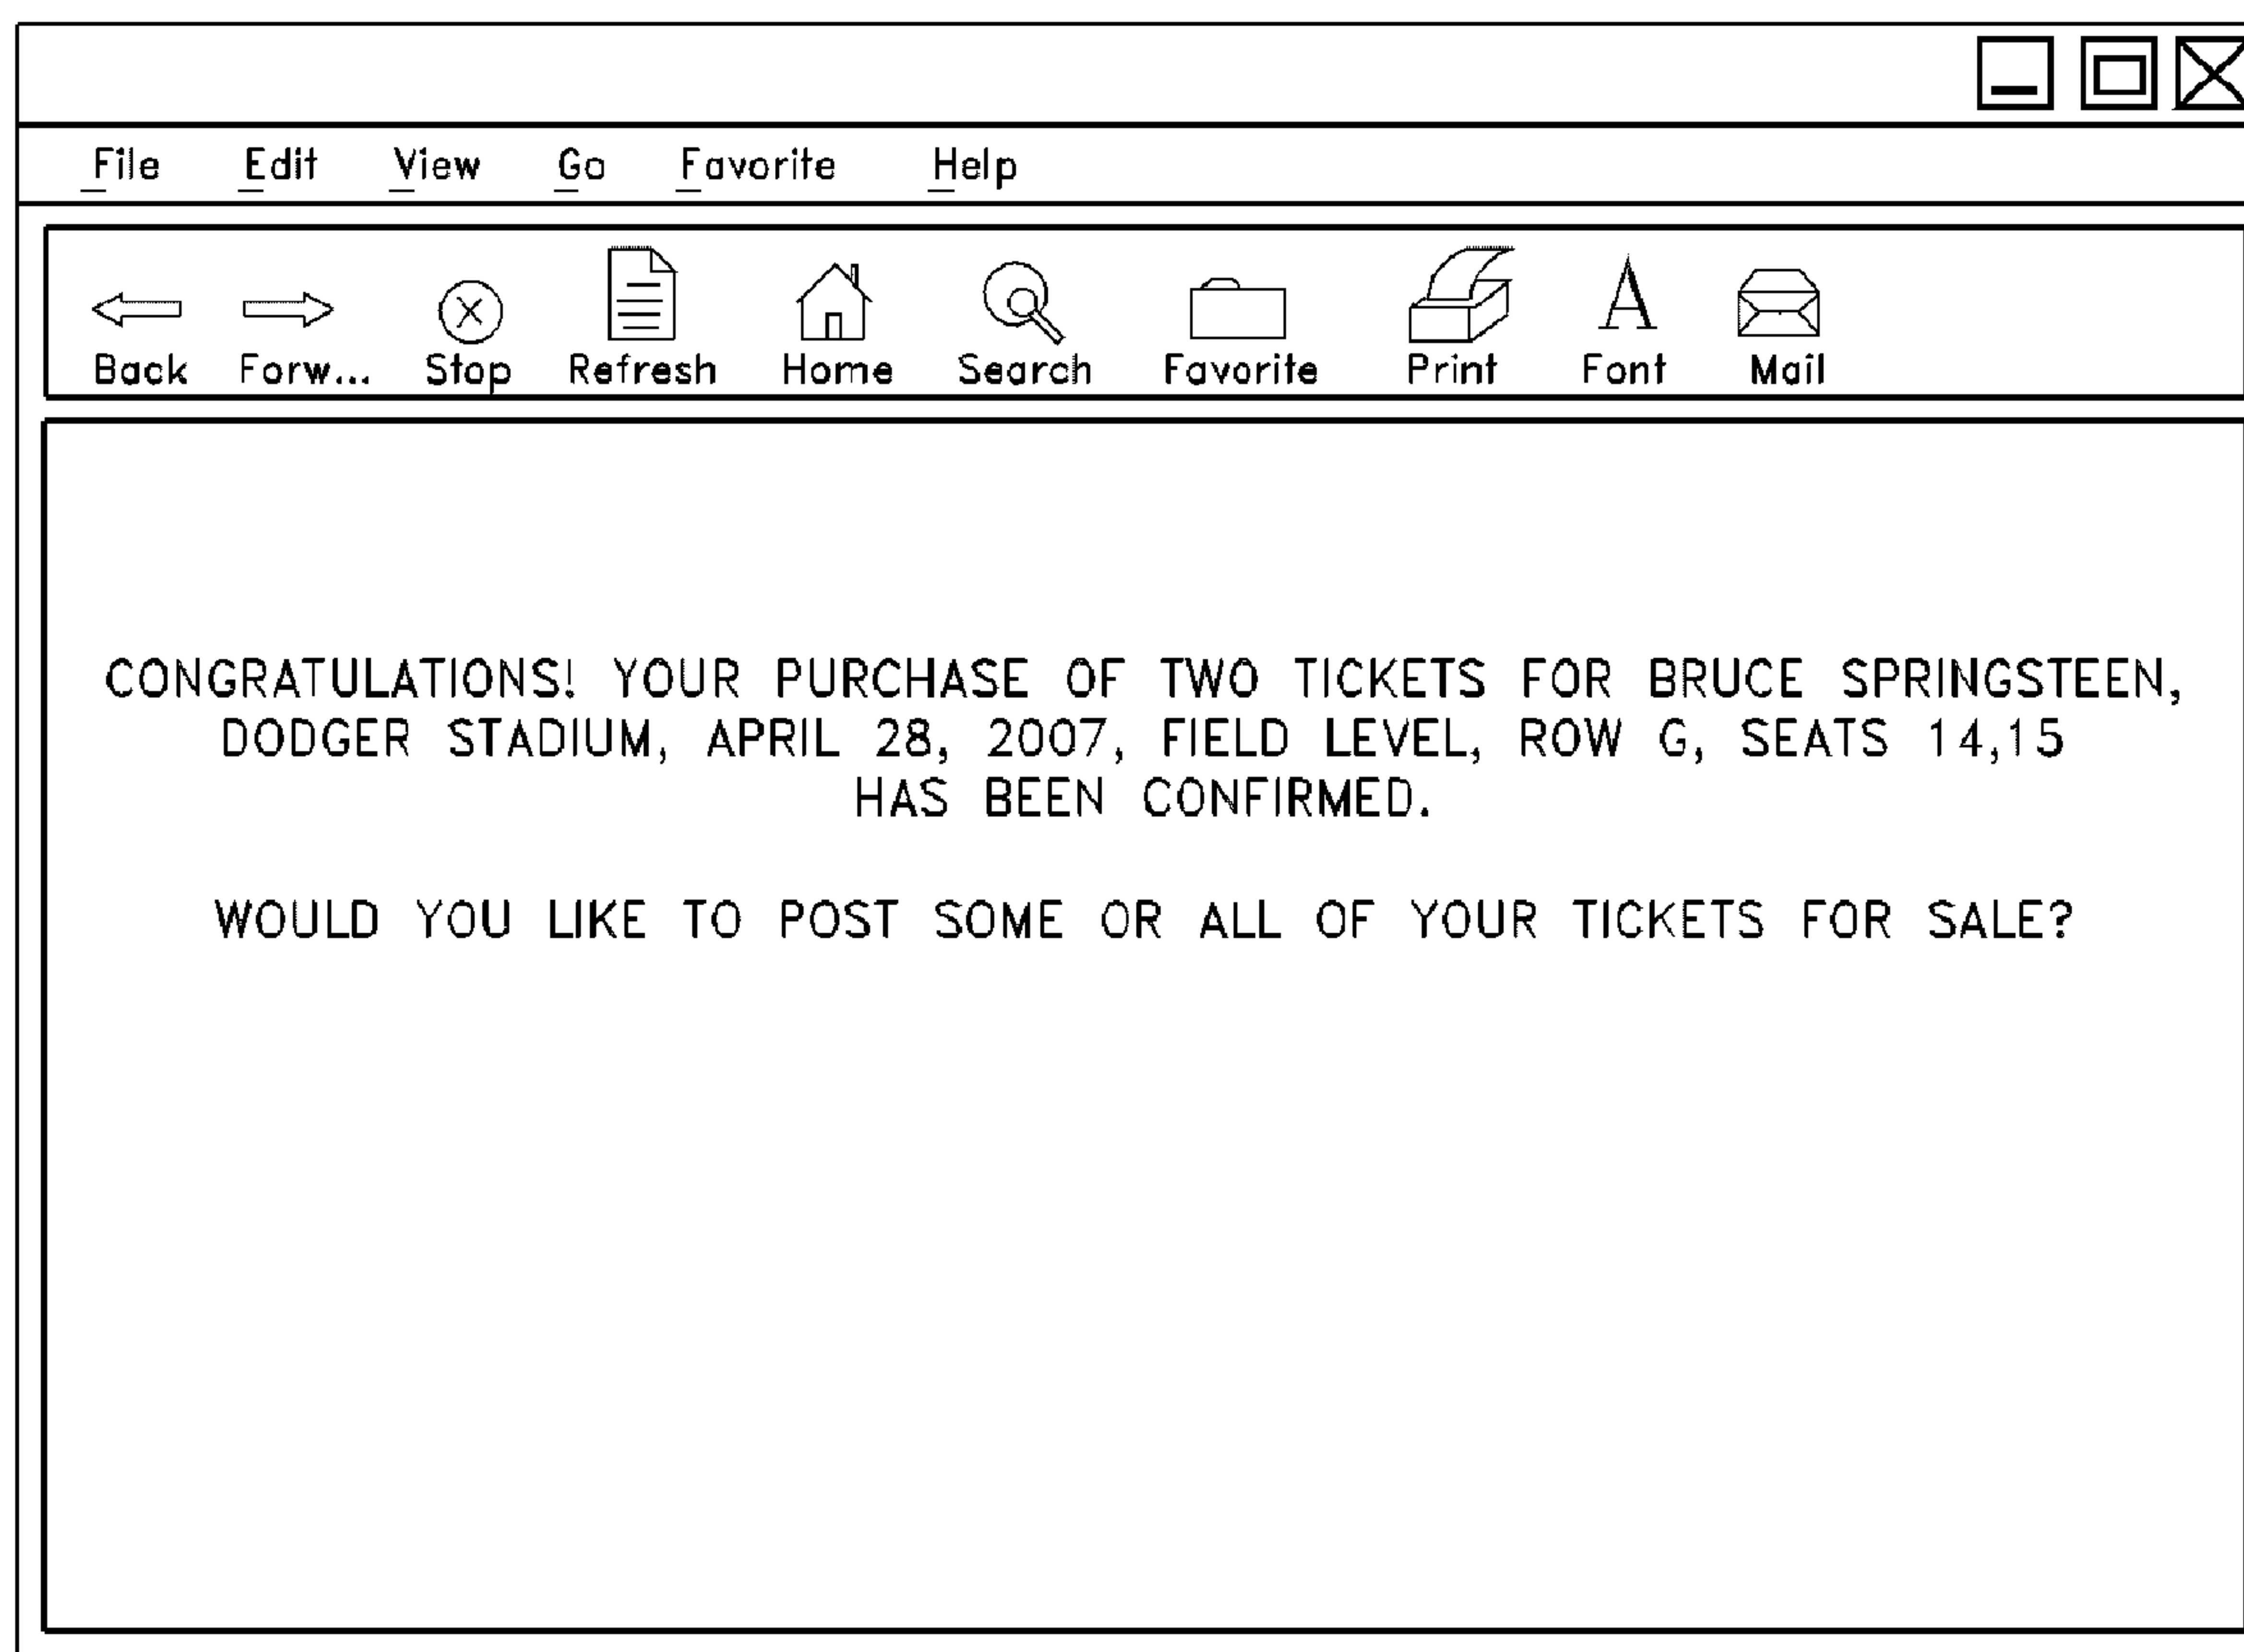 File Edit View Go Favorite Help
Back Forw... Stop Refresh Home Search Favorite Print Font Mail
CONGRATULATIONS! YOUR PURCHASE OF TWO TICKETS FOR BRUCE SPRINGSTEEN,
DODGER STADIUM, APRIL 28, 2007, FIELD LEVEL, ROW G, SEATS 14,15
HAS BEEN CONFIRMED.
WOULD YOU LIKE TO POST SOME OR ALL OF YOUR TICKETS FOR SALE?